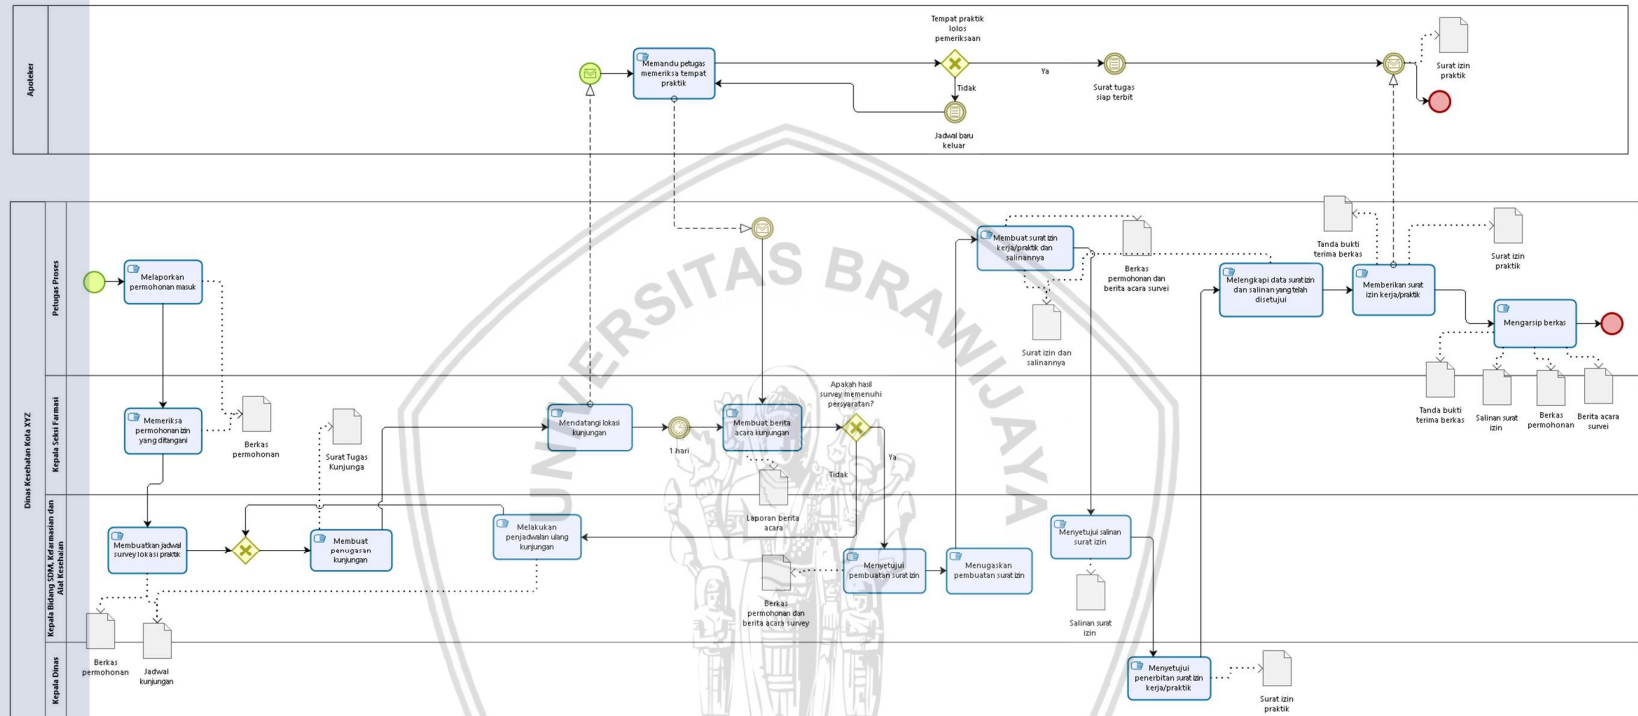 Apoteker
Memandu petugas
memeriksa tempat
praktik
Tempat praktik
lolos
pemeriksaan
Ya
Tidak
Jadwal baru
keluar
Surat tugas
siap terbit
Surat izin
praktik
Dinas Kesehatan Kota XYZ
Petugas Proses
Melaporkan
permohonan masuk
Membuat surat izin
kerja/praktik dan
salinannya
Berkas
permohonan dan
berita acara survei
Surat izin dan
salinannya
Melengkapi data surat izin
dan salinan yang telah
disetujui
Tanda bukti
terima berkas
Memberikan surat
izin kerja/praktik
Surat izin
praktik
Mengarsip berkas
Tanda bukti
terima berkas
Salinan surat
izin
Berkas
permohonan
Berita acara
survei
Kepala Seksi Farmasi
Memeriksa
permohonan izin
yang ditangani
Berkas
permohonan
Surat Tugas
Kunjunga
Mendatangi lokasi
kunjungan
1 hari
Membuat berita
acara kunjungan
Apakah hasil
survey memenuhi
persyaratan?
Ya
Tidak
Laporan berita
acara
Kepala Bidang SDM, Kefarmasian dan
Alat Kesehatan
Membuatkan jadwal
survey lokasi praktik
Membuat
penugasan
kunjungan
Melakukan
penjadwalan ulang
kunjungan
Berkas
permohonan dan
berita acara survey
Menyetujui
pembuatan surat izin
Menugaskan
pembuatan surat izin
Menyetujui salinan
surat izin
Salinan surat
izin
Berkas
permohonan
Jadwal
kunjungan
Kepala Dinas
Menyetujui
penerbitan surat izin
kerja/praktik
Surat izin
praktik
UNIVERSITAS BRAWIJAYA